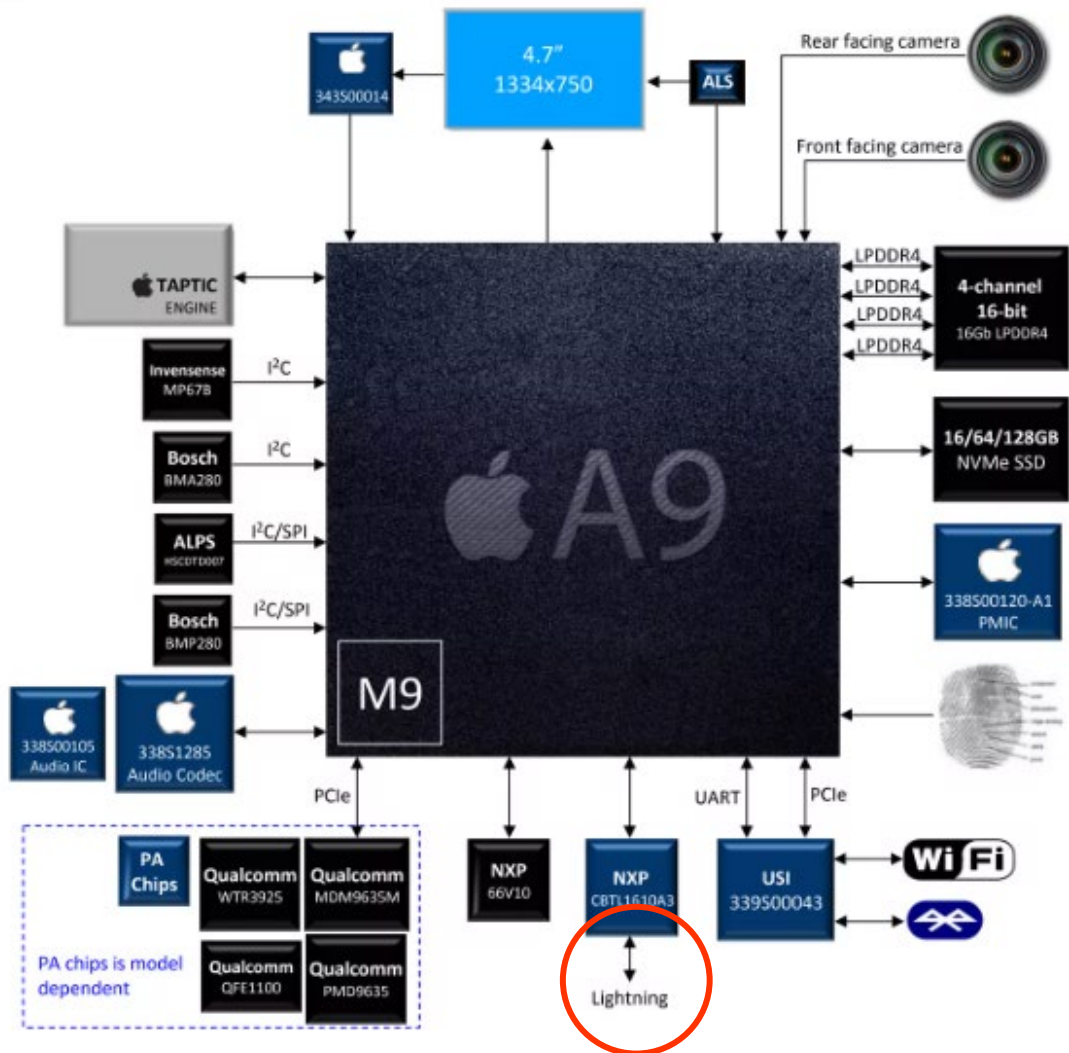 4.7"
1334x750
343S00014
ALS
Rear facing camera
Front facing camera
TAPTIC
ENGINE
LPDDR4
LPDDR4
LPDDR4
LPDDR4
4-channel
16-bit
16Gb LPDDR4
Invensense
MP67B
I²C
Bosch
BMA280
I²C
16/64/128GB
NVMe SSD
A9
ALPS
HSCDTD007
I²C/SPI
338S00120-A1
PMIC
Bosch
BMP280
I²C/SPI
M9
338S00105
Audio IC
338S1285
Audio Codec
PCIe
UART
PCIe
PA
Chips
Qualcomm
WTR3925
Qualcomm
MDM9635M
NXP
66V10
NXP
CBTL1610A3
USI
339S00043
Wi Fi
PA chips is model
dependent
Qualcomm
QFE1100
Qualcomm
PMD9635
Lightning